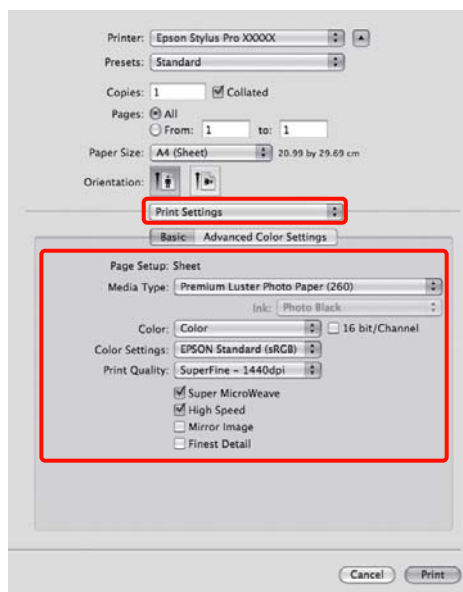 Printer: Epson Stylus Pro XXXXX
Presets: Standard
Copies: 1 Collated
Pages: All
From: 1 to: 1
Paper Size: A4 (Sheet) 20.99 by 29.69 cm
Orientation:
Print Settings
Basic Advanced Color Settings
Page Setup: Sheet
Media Type: Premium Luster Photo Paper (260)
Ink: Photo Black
Color: Color 16 bit/Channel
Color Settings: EPSON Standard (sRGB)
Print Quality: SuperFine - 1440dpi
Super MicroWeave
High Speed
Mirror Image
Finest Detail
Cancel Print